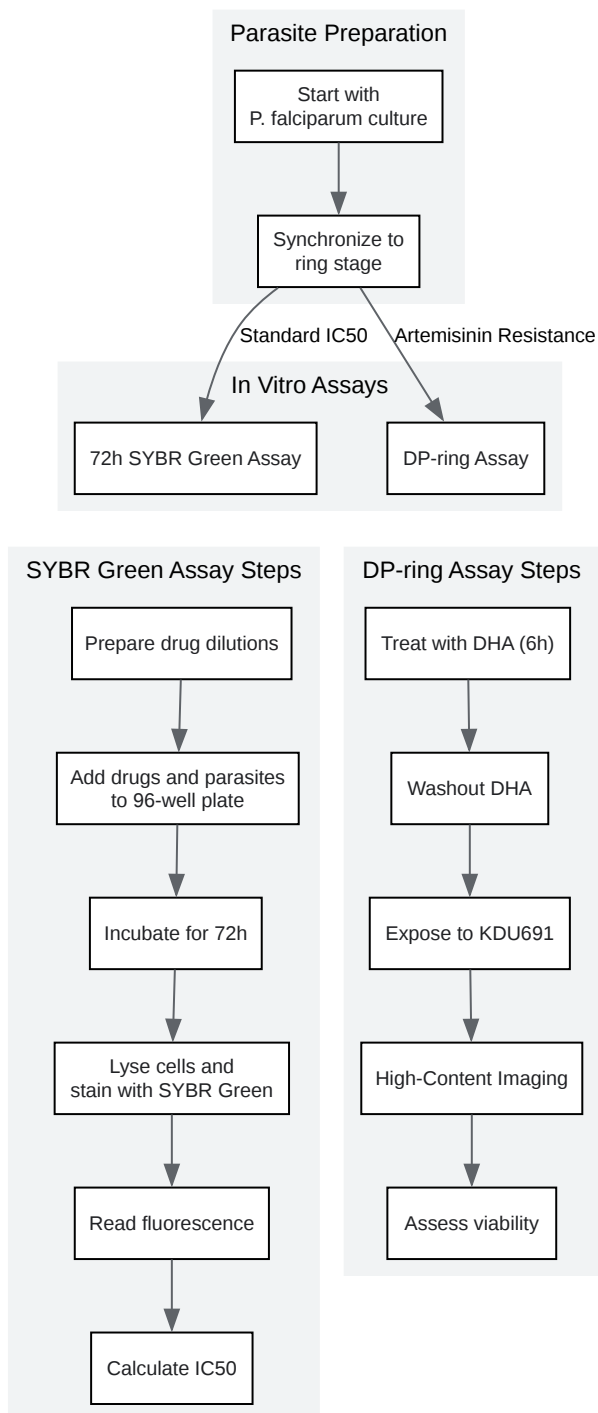 Parasite Preparation
Start with
P. falciparum culture
Synchronize to
ring stage
Standard IC50
Artemisinin Resistance
In Vitro Assays
72h SYBR Green Assay
DP-ring Assay
SYBR Green Assay Steps
Prepare drug dilutions
Add drugs and parasites
to 96-well plate
Incubate for 72h
Lyse cells and
stain with SYBR Green
Read fluorescence
Calculate IC50
DP-ring Assay Steps
Treat with DHA (6h)
Washout DHA
Expose to KDU691
High-Content Imaging
Assess viability